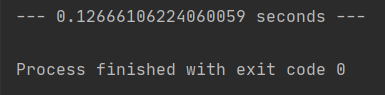 --- 0.12666106224060059 seconds ---
Process finished with exit code 0